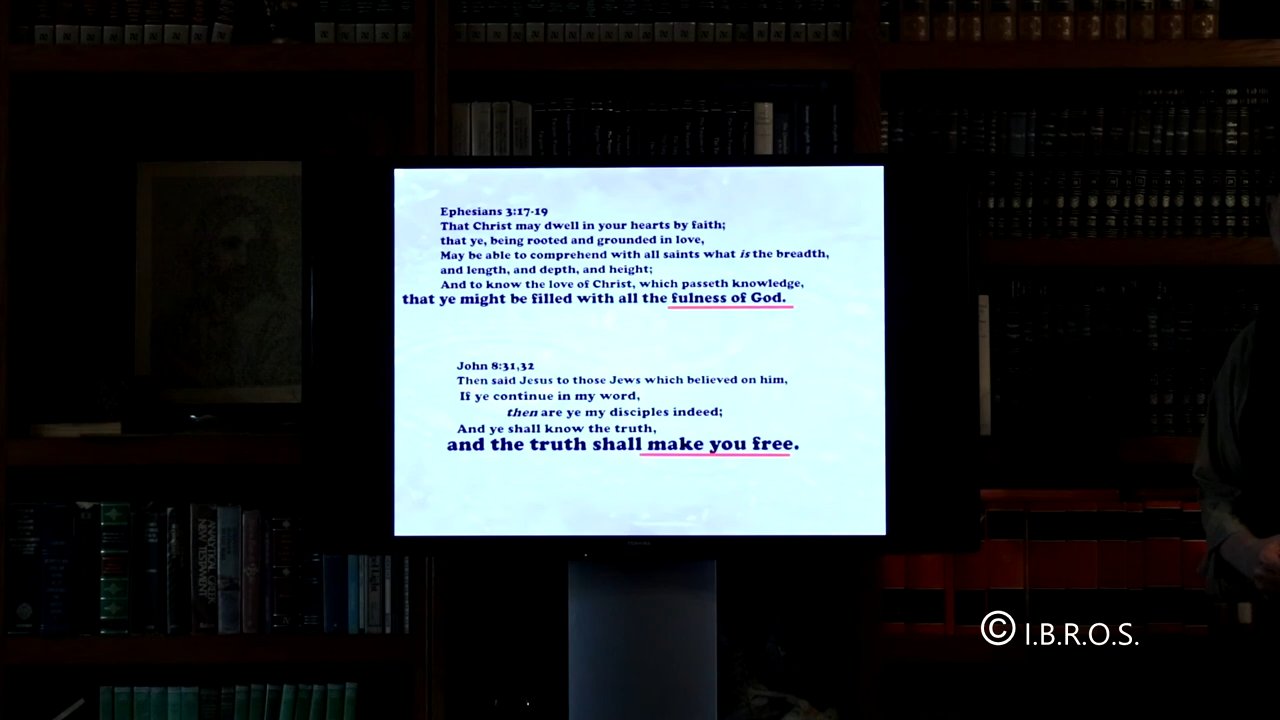 Ephesians 3:17-19
That Christ may dwell in your hearts by faith;
that ye, being rooted and grounded in love,
May be able to comprehend with all saints what is the breadth,
and length, and depth, and height;
And to know the love of Christ, which passeth knowledge,
that ye might be filled with all the fulness of God.
John 8:31,32
Then said Jesus to those Jews which believed on him,
If ye continue in my word,
then are ye my disciples indeed;
And ye shall know the truth,
and the truth shall make you free.
ANALYTICAL GREEK
NEW TESTAMENT
© I.B.R.O.S.